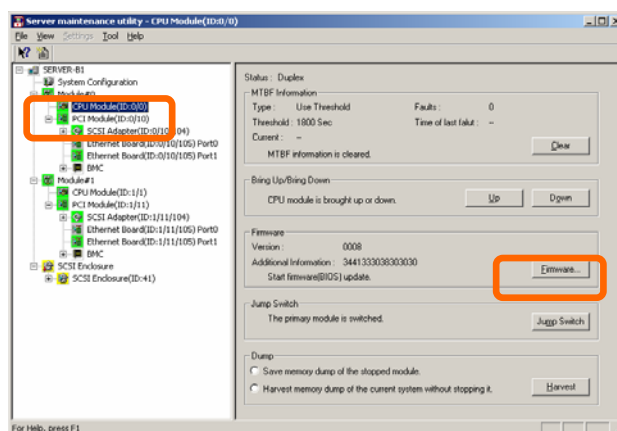 Server maintenance utility - CPU Module(ID:0/0)
File View Settings Tool Help
SERVER-B1
System Configuration
Module#0
CPU Module(ID:0/0)
PCI Module(ID:0/10)
SCSI Adapter(ID:0/10/104)
Ethernet Board(ID:0/10/105) Port0
Ethernet Board(ID:0/10/105) Port1
BMC
Module#1
CPU Module(ID:1/1)
PCI Module(ID:1/11)
SCSI Adapter(ID:1/11/104)
Ethernet Board(ID:1/11/105) Port0
Ethernet Board(ID:1/11/105) Port1
BMC
SCSI Enclosure
SCSI Enclosure(ID:41)
Status : Duplex
MTBF Information
Type : Use Threshold Faults : 0
Threshold : 1800 Sec Time of last falut : –
Current : –
MTBF information is cleared.
Clear
Bring Up/Bring Down
CPU module is brought up or down.
Up Down
Firmware
Version : 0008
Additional Information : 3441333038303030
Start firmware(BIOS) update.
Firmware...
Jump Switch
The primary module is switched.
Jump Switch
Dump
Save memory dump of the stopped module.
Harvest memory dump of the current system without stopping it.
Harvest
For Help, press F1